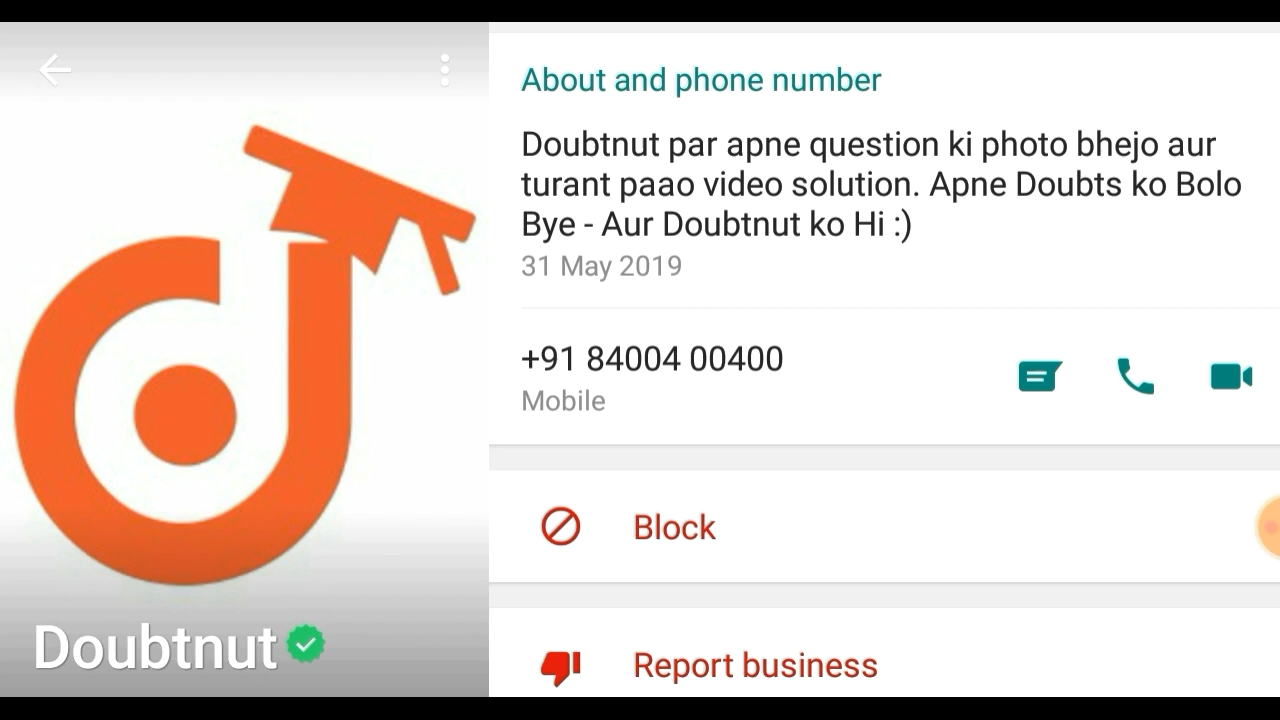 Doubtnut
About and phone number
Doubtnut par apne question ki photo bhejo aur
turant paao video solution. Apne Doubts ko Bolo
Bye - Aur Doubtnut ko Hi :)
31 May 2019
+91 84004 00400
Mobile
Block
Report business